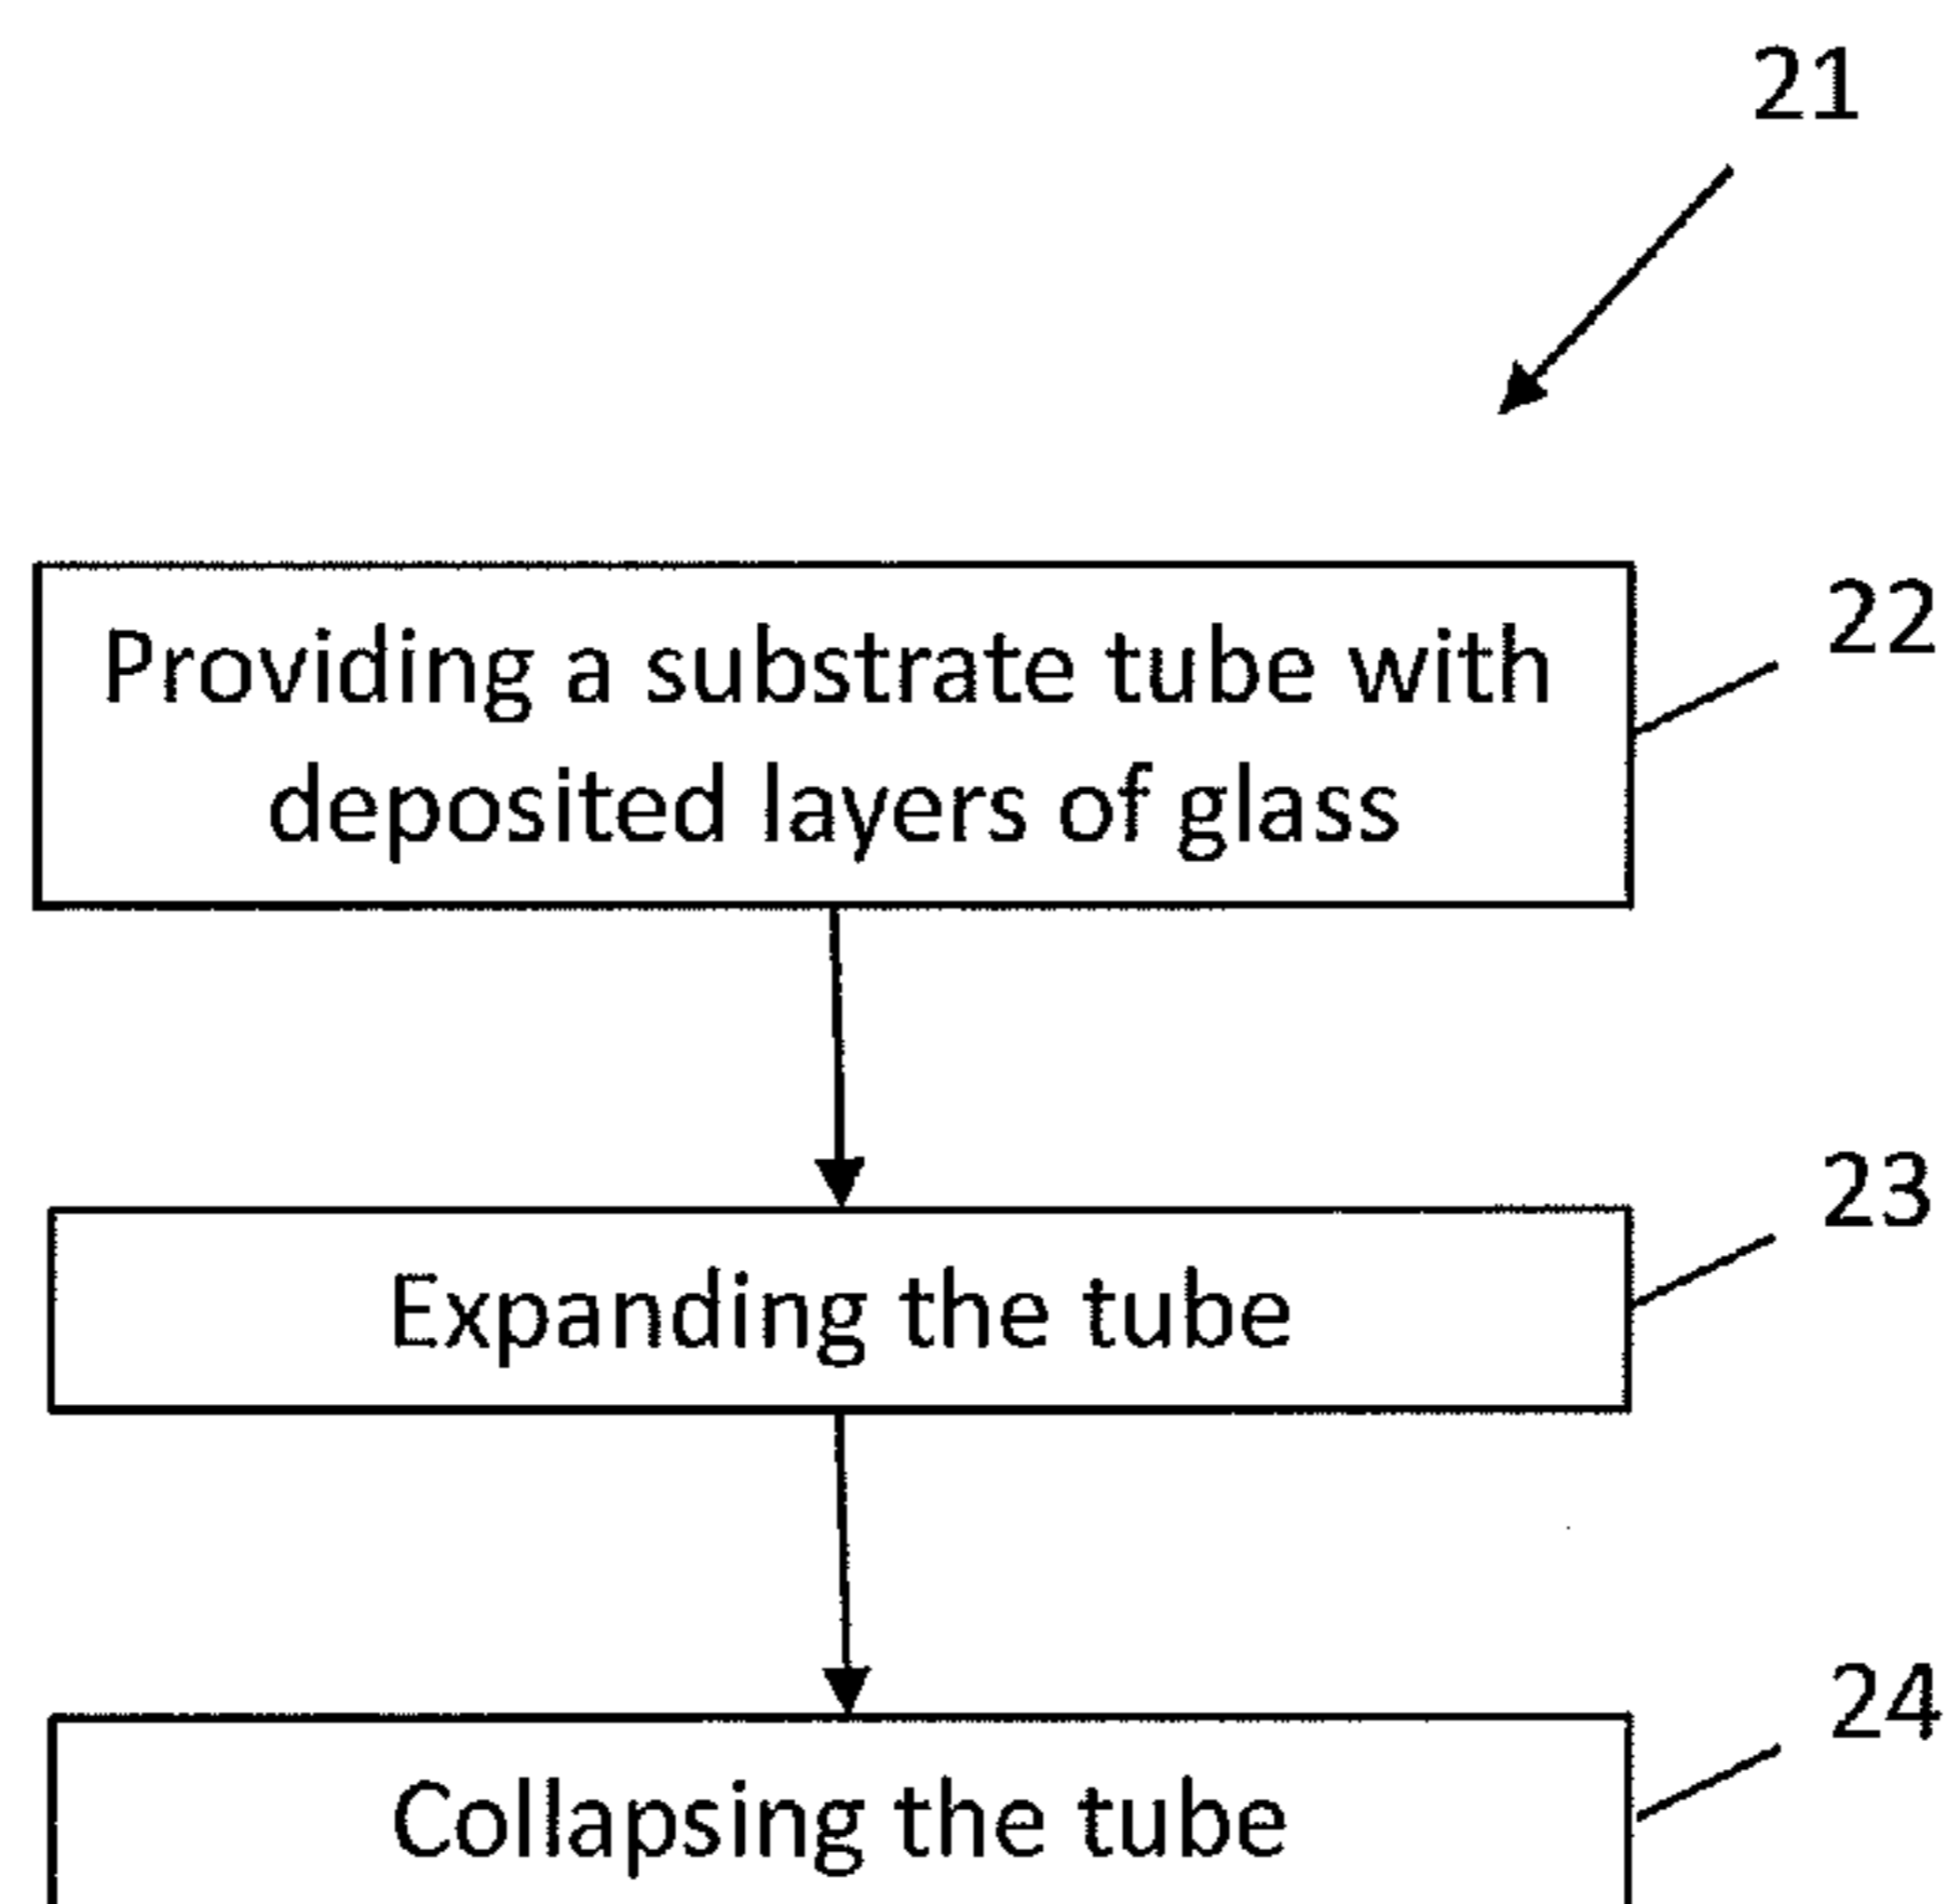 21
22
Providing a substrate tube with
deposited layers of glass
23
Expanding the tube
24
Collapsing the tube